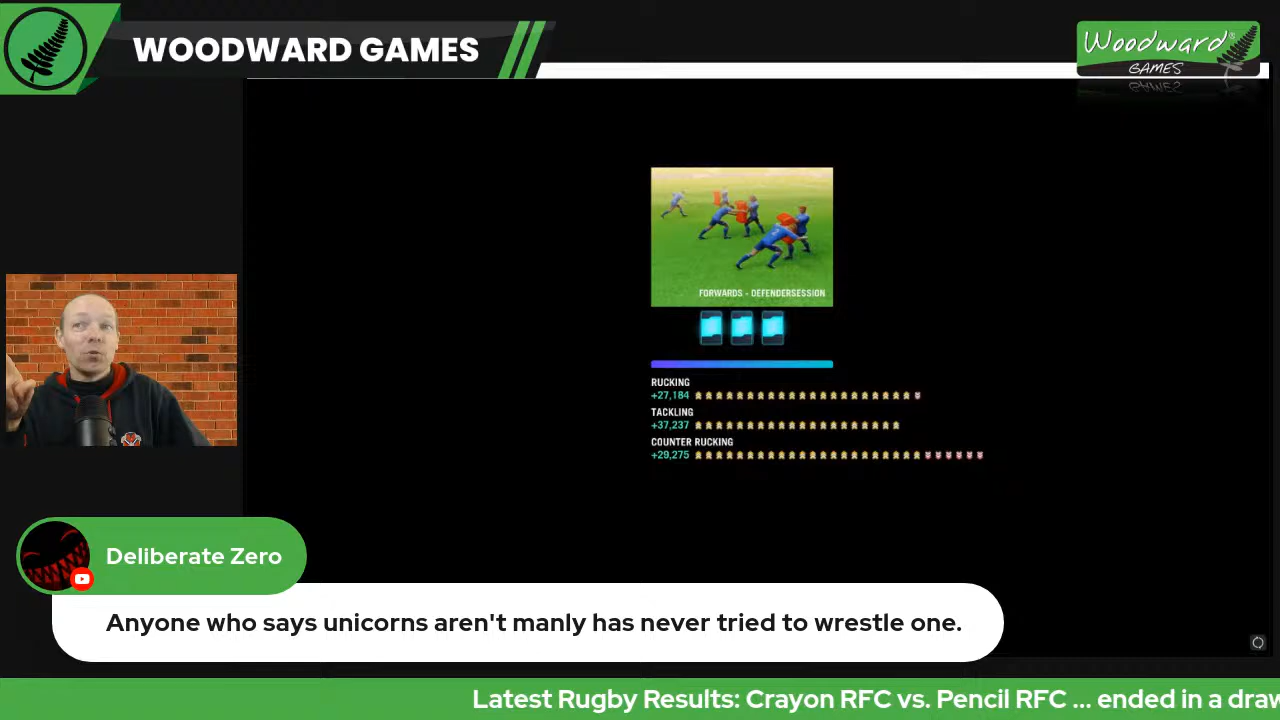 WOODWARD GAMES
Woodward®
GAMES
FORWARDS - DEFENDERSESSION
RUCKING
+27,184
TACKLING
+37,237
COUNTER RUCKING
+29,275
Deliberate Zero
Anyone who says unicorns aren't manly has never tried to wrestle one.
Latest Rugby Results: Crayon RFC vs. Pencil RFC ... ended in a draw